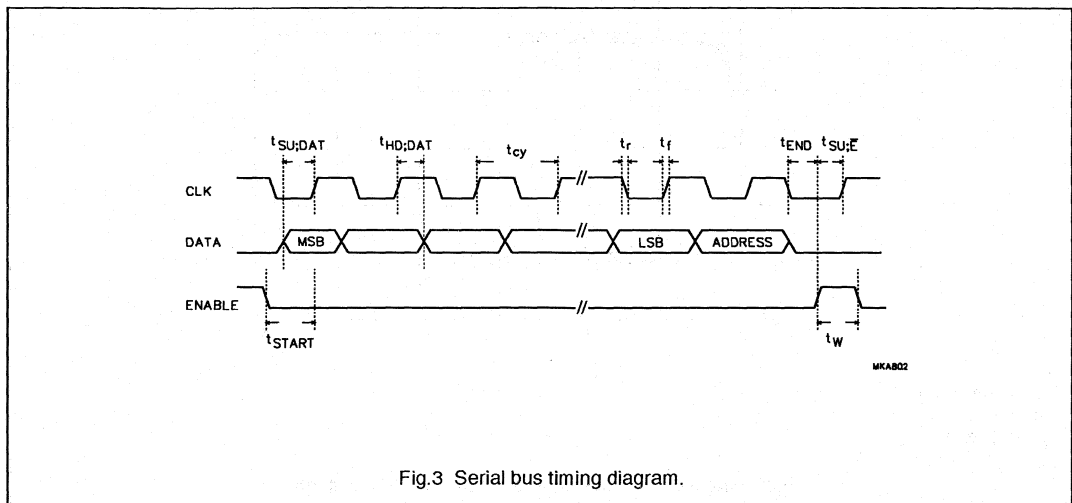 tSU;DAT tHD;DAT tcy tr tf tEND tSU;E̅
CLK
DATA MSB LSB ADDRESS
ENABLE
tSTART tW
MKA802
Fig.3 Serial bus timing diagram.